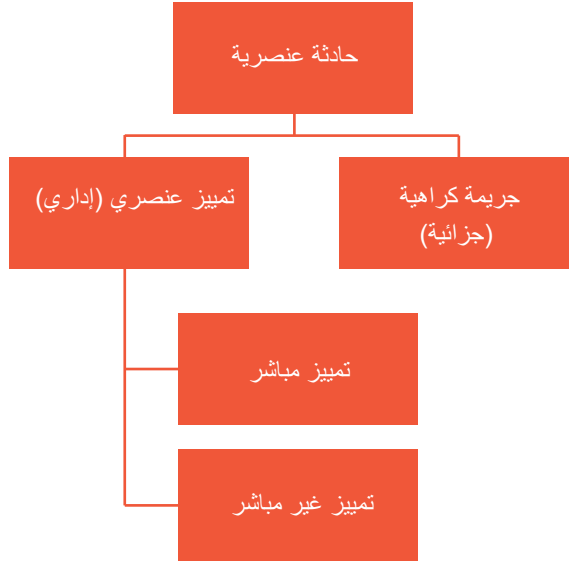 حادثة عنصرية
جريمة كراهية
(جزائية)
تمييز عنصري (إداري)
تمييز مباشر
تمييز غير مباشر